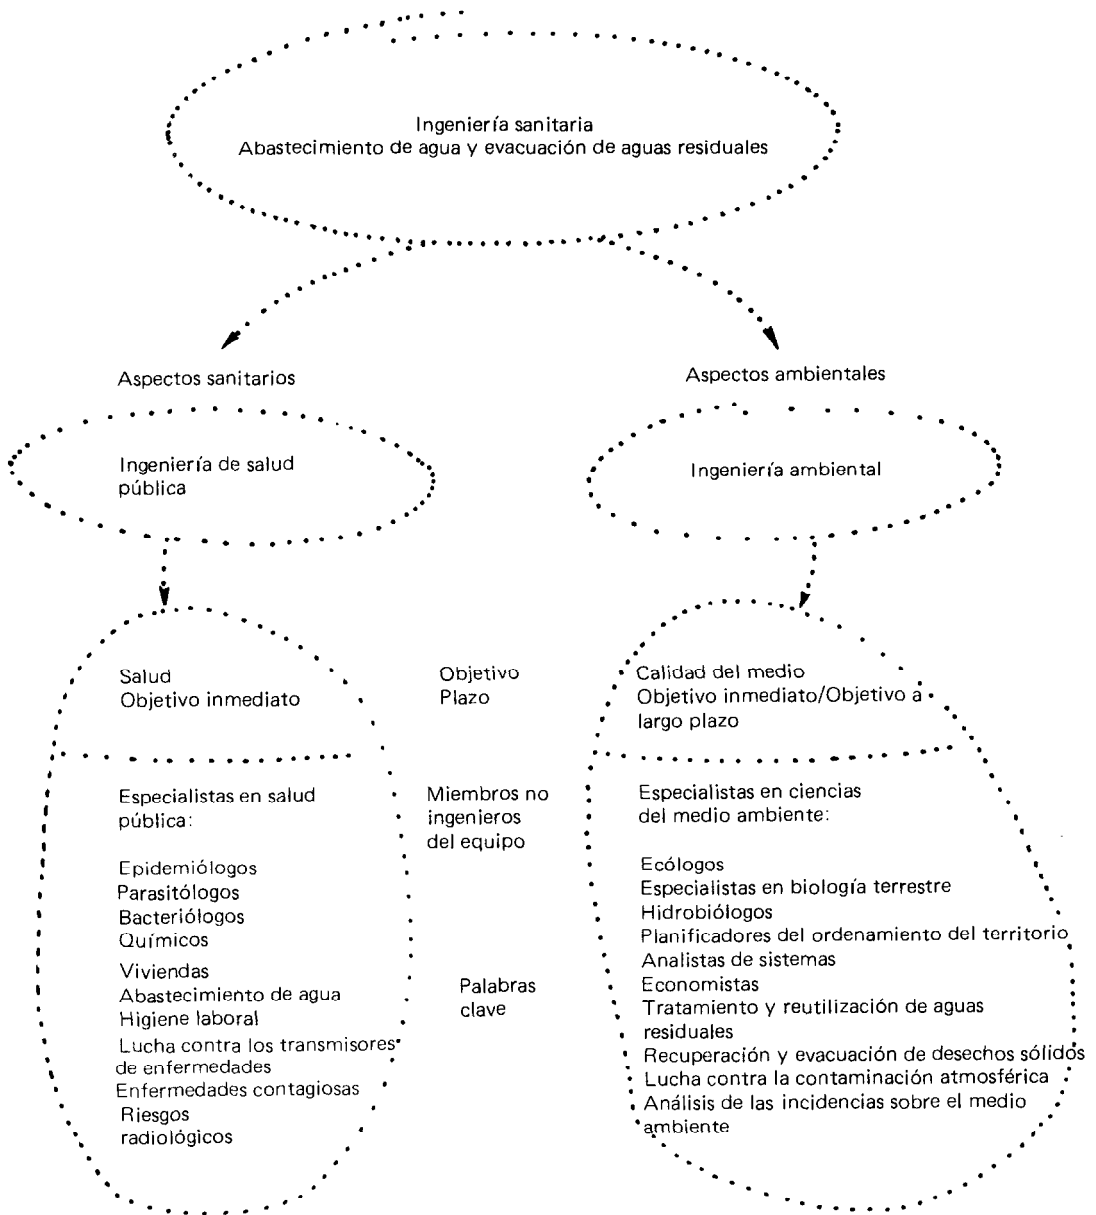 Ingeniería sanitaria
Abastecimiento de agua y evacuación de aguas residuales
Aspectos sanitarios
Aspectos ambientales
Ingeniería de salud
pública
Ingeniería ambiental
Salud
Objetivo inmediato
Objetivo
Plazo
Calidad del medio
Objetivo inmediato/Objetivo a
largo plazo
Especialistas en salud
pública:
Miembros no
ingenieros
del equipo
Especialistas en ciencias
del medio ambiente:
Epidemiólogos
Parasitólogos
Bacteriólogos
Químicos
Viviendas
Abastecimiento de agua
Higiene laboral
Lucha contra los transmisores
de enfermedades
Enfermedades contagiosas
Riesgos
radiológicos
Palabras
clave
Ecólogos
Especialistas en biología terrestre
Hidrobiólogos
Planificadores del ordenamiento del territorio
Analistas de sistemas
Economistas
Tratamiento y reutilización de aguas
residuales
Recuperación y evacuación de desechos sólidos
Lucha contra la contaminación atmosférica
Análisis de las incidencias sobre el medio
ambiente